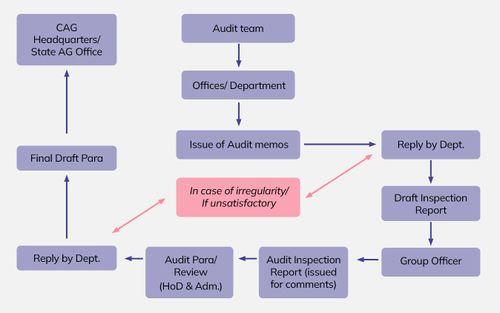 CAG
Headquarters/
State AG Office
Audit team
Offices/ Department
Issue of Audit memos
Reply by Dept.
Final Draft Para
In case of irregularity/
If unsatisfactory
Draft Inspection
Report
Reply by Dept.
Audit Para/
Review
(HoD & Adm.)
Audit Inspection
Report (issued
for comments)
Group Officer